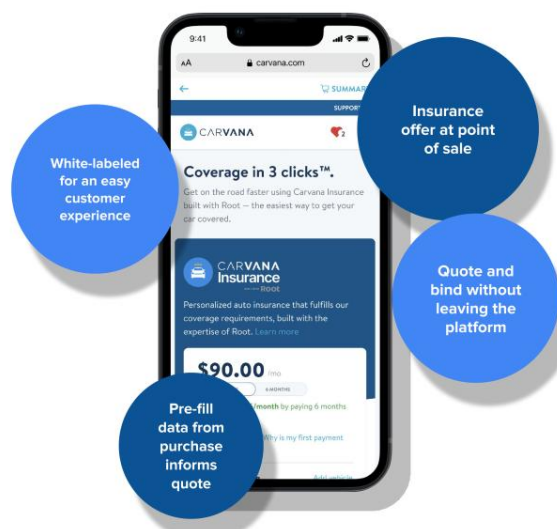 9:41
AA
carvana.com
SUMMAR
SUPPOR
CARVANA
2
Coverage in 3 clicks™.
Get on the road faster using Carvana Insurance
built with Root — the easiest way to get your
car covered.
CARVANA
Insurance
Root
Personalized auto insurance that fulfills our
coverage requirements, built with the
expertise of Root. Learn more
$90.00 /mo
6 MONTHS
/month by paying 6 months
Why is my first payment
Add vehicle
White-labeled
for an easy
customer
experience
Insurance
offer at point
of sale
Quote and
bind without
leaving the
platform
Pre-fill
data from
purchase
informs
quote